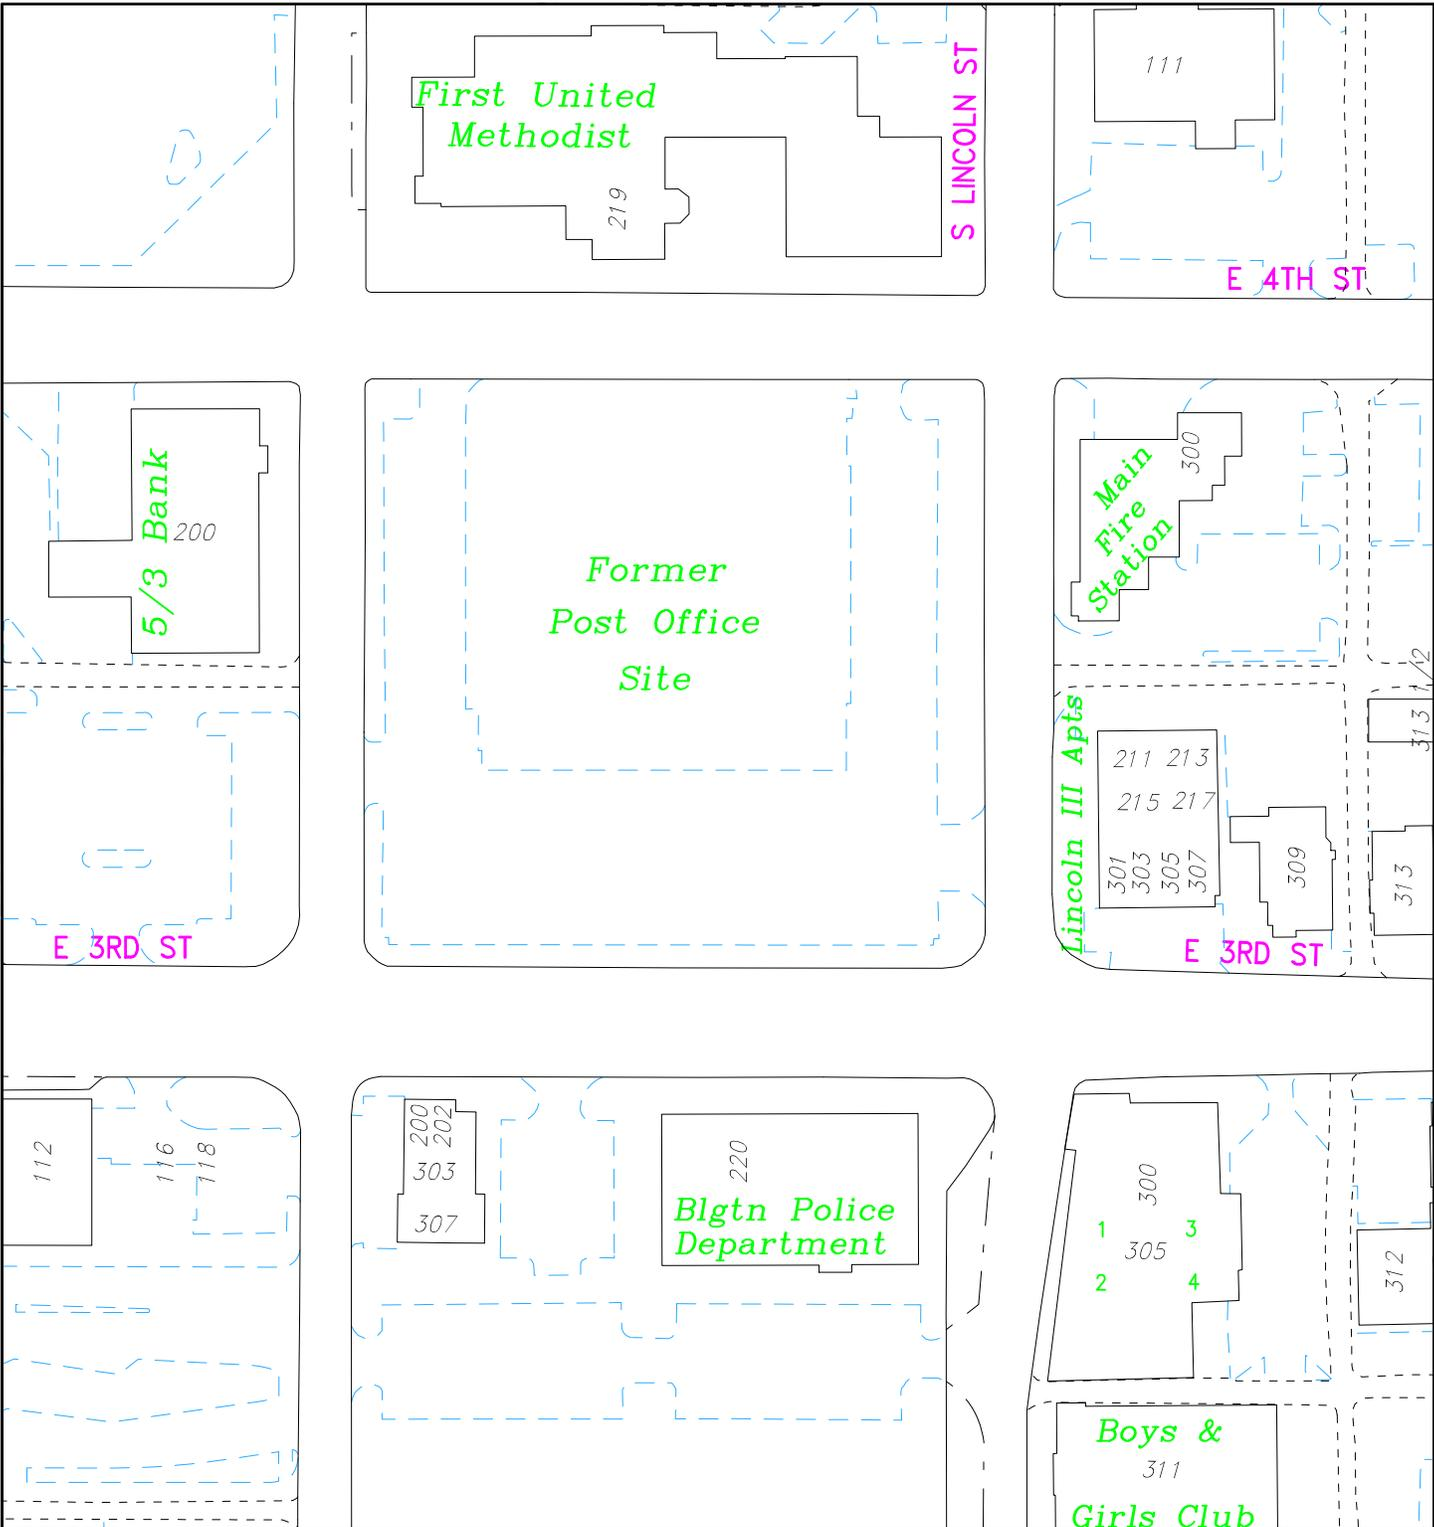 First United
Methodist
219
S LINCOLN ST
111
E 4TH ST
5/3 Bank
200
Former
Post Office
Site
Main
Fire
Station
300
Lincoln III Apts
211 213
215 217
301
303
305
307
309
313 1/2
313
E 3RD ST
E 3RD ST
112
116
118
200
202
303
307
220
Blgtn Police
Department
300
1 3
305
2 4
312
Boys &
311
Girls Club